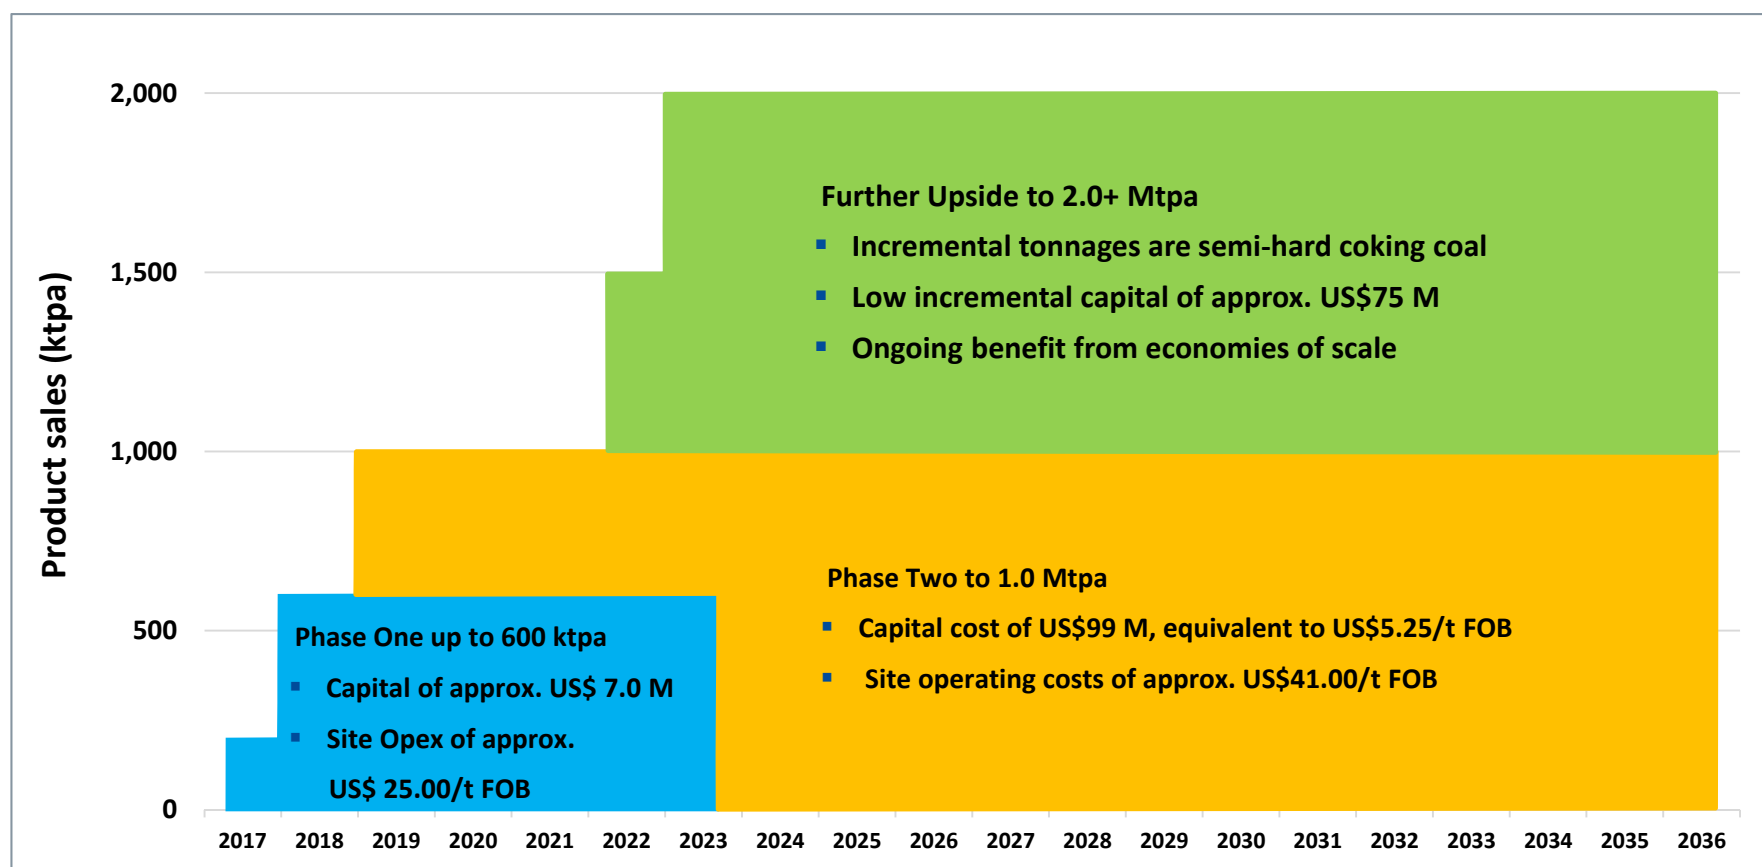 Product sales (ktpa)
2,000
1,500
1,000
500
0
Further Upside to 2.0+ Mtpa
▪ Incremental tonnages are semi-hard coking coal
▪ Low incremental capital of approx. US$75 M
▪ Ongoing benefit from economies of scale
Phase Two to 1.0 Mtpa
▪ Capital cost of US$99 M, equivalent to US$5.25/t FOB
▪ Site operating costs of approx. US$41.00/t FOB
Phase One up to 600 ktpa
▪ Capital of approx. US$ 7.0 M
▪ Site Opex of approx.
US$ 25.00/t FOB
2017 2018 2019 2020 2021 2022 2023 2024 2025 2026 2027 2028 2029 2030 2031 2032 2033 2034 2035 2036